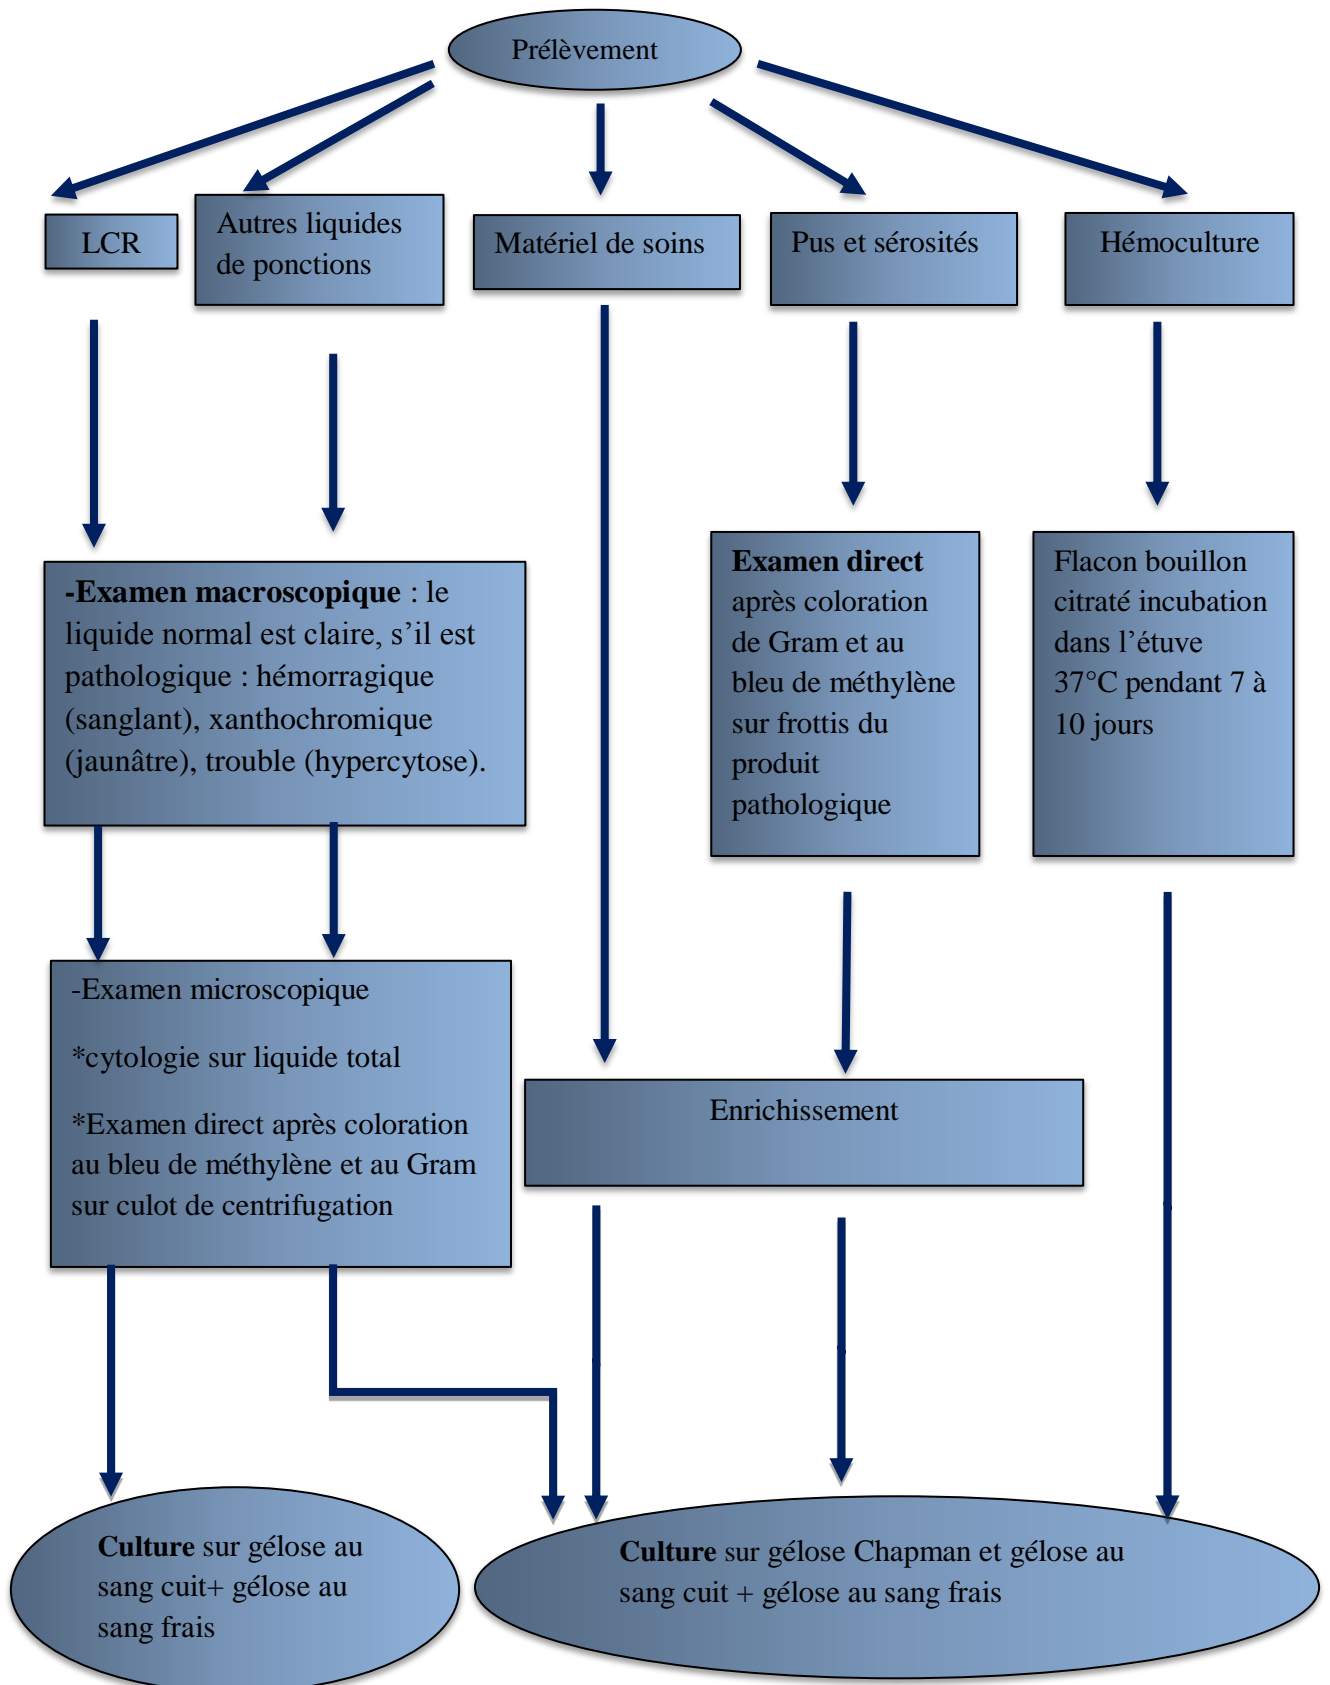 Prélèvement
LCR
Autres liquides
de ponctions
Matériel de soins
Pus et sérosités
Hémoculture
-Examen macroscopique : le
liquide normal est claire, s’il est
pathologique : hémorragique
(sanglant), xanthochromique
(jaunâtre), trouble (hypercytose).
Examen direct
après coloration
de Gram et au
bleu de méthylène
sur frottis du
produit
pathologique
Flacon bouillon
citraté incubation
dans l’étuve
37°C pendant 7 à
10 jours
-Examen microscopique
*cytologie sur liquide total
*Examen direct après coloration
au bleu de méthylène et au Gram
sur culot de centrifugation
Enrichissement
Culture sur gélose au
sang cuit+ gélose au
sang frais
Culture sur gélose Chapman et gélose au
sang cuit + gélose au sang frais